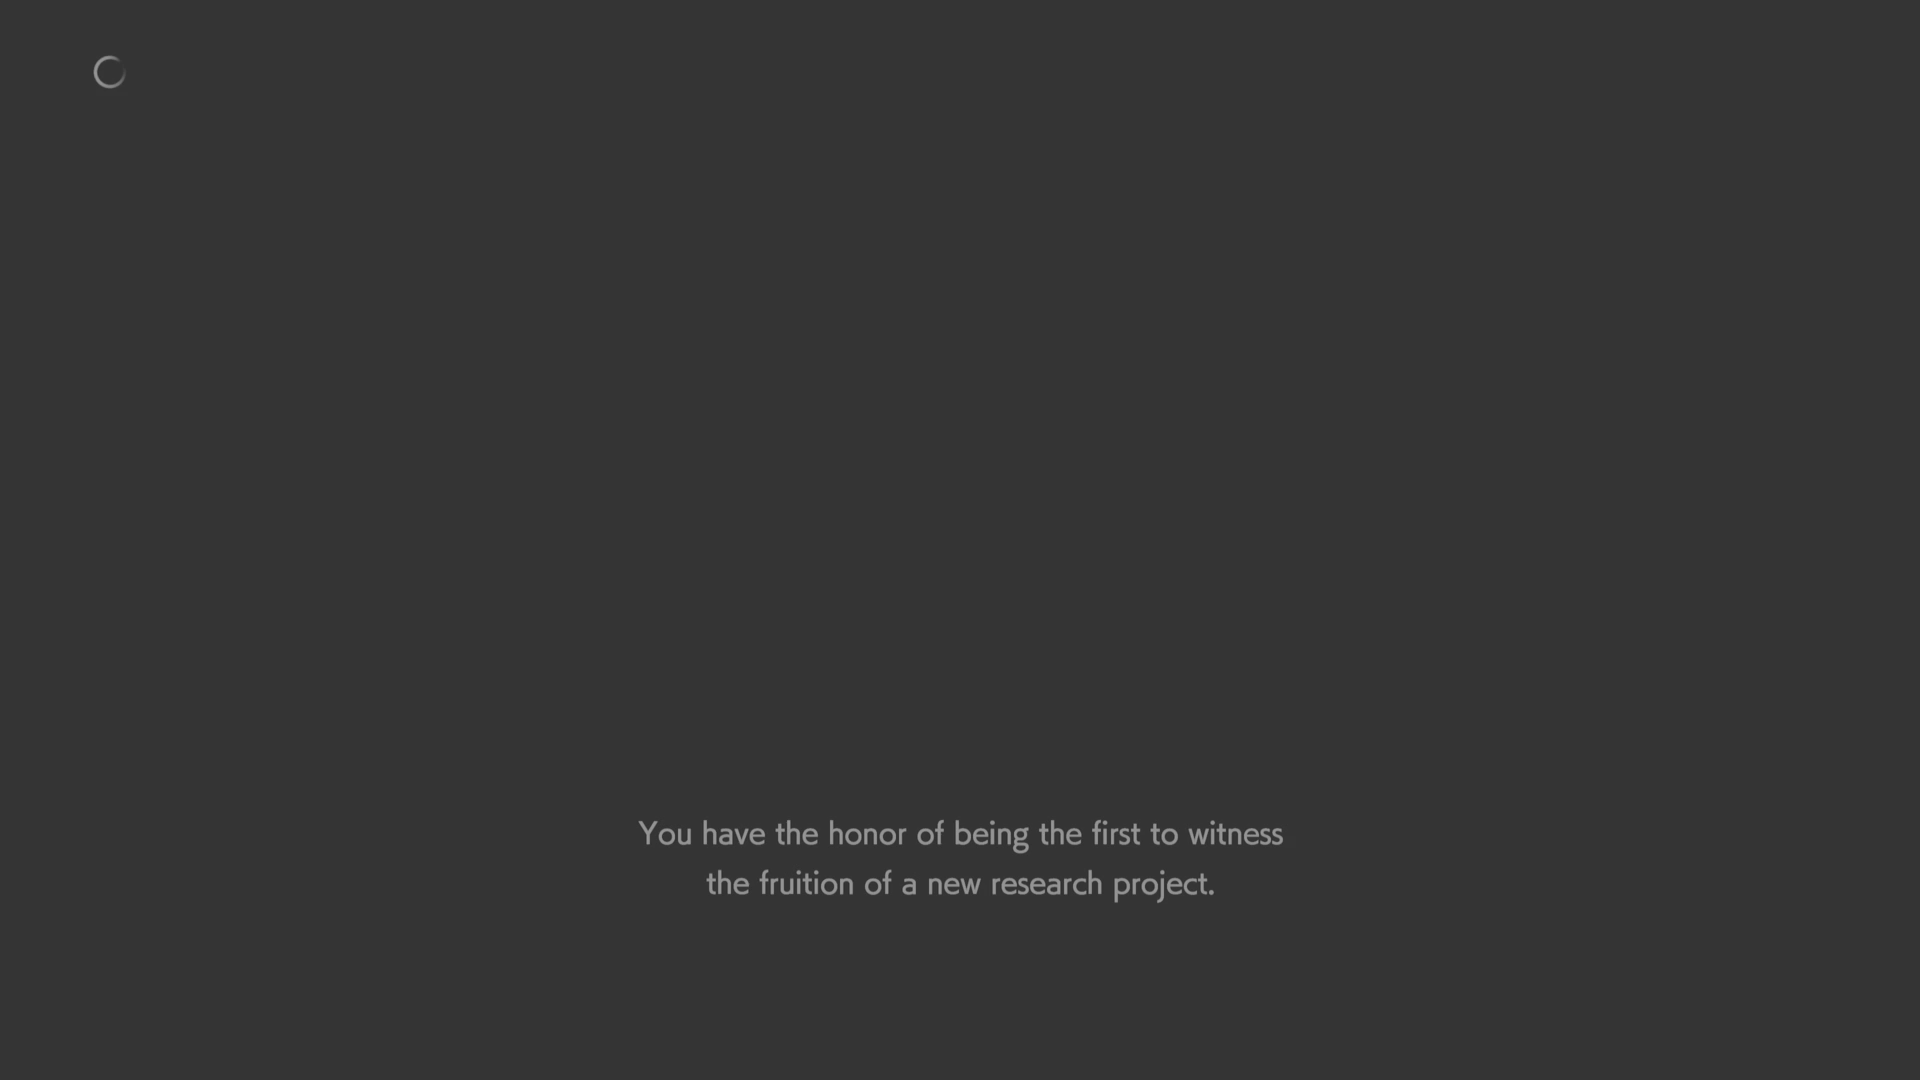 You have the honor of being the first to witness
the fruition of a new research project.